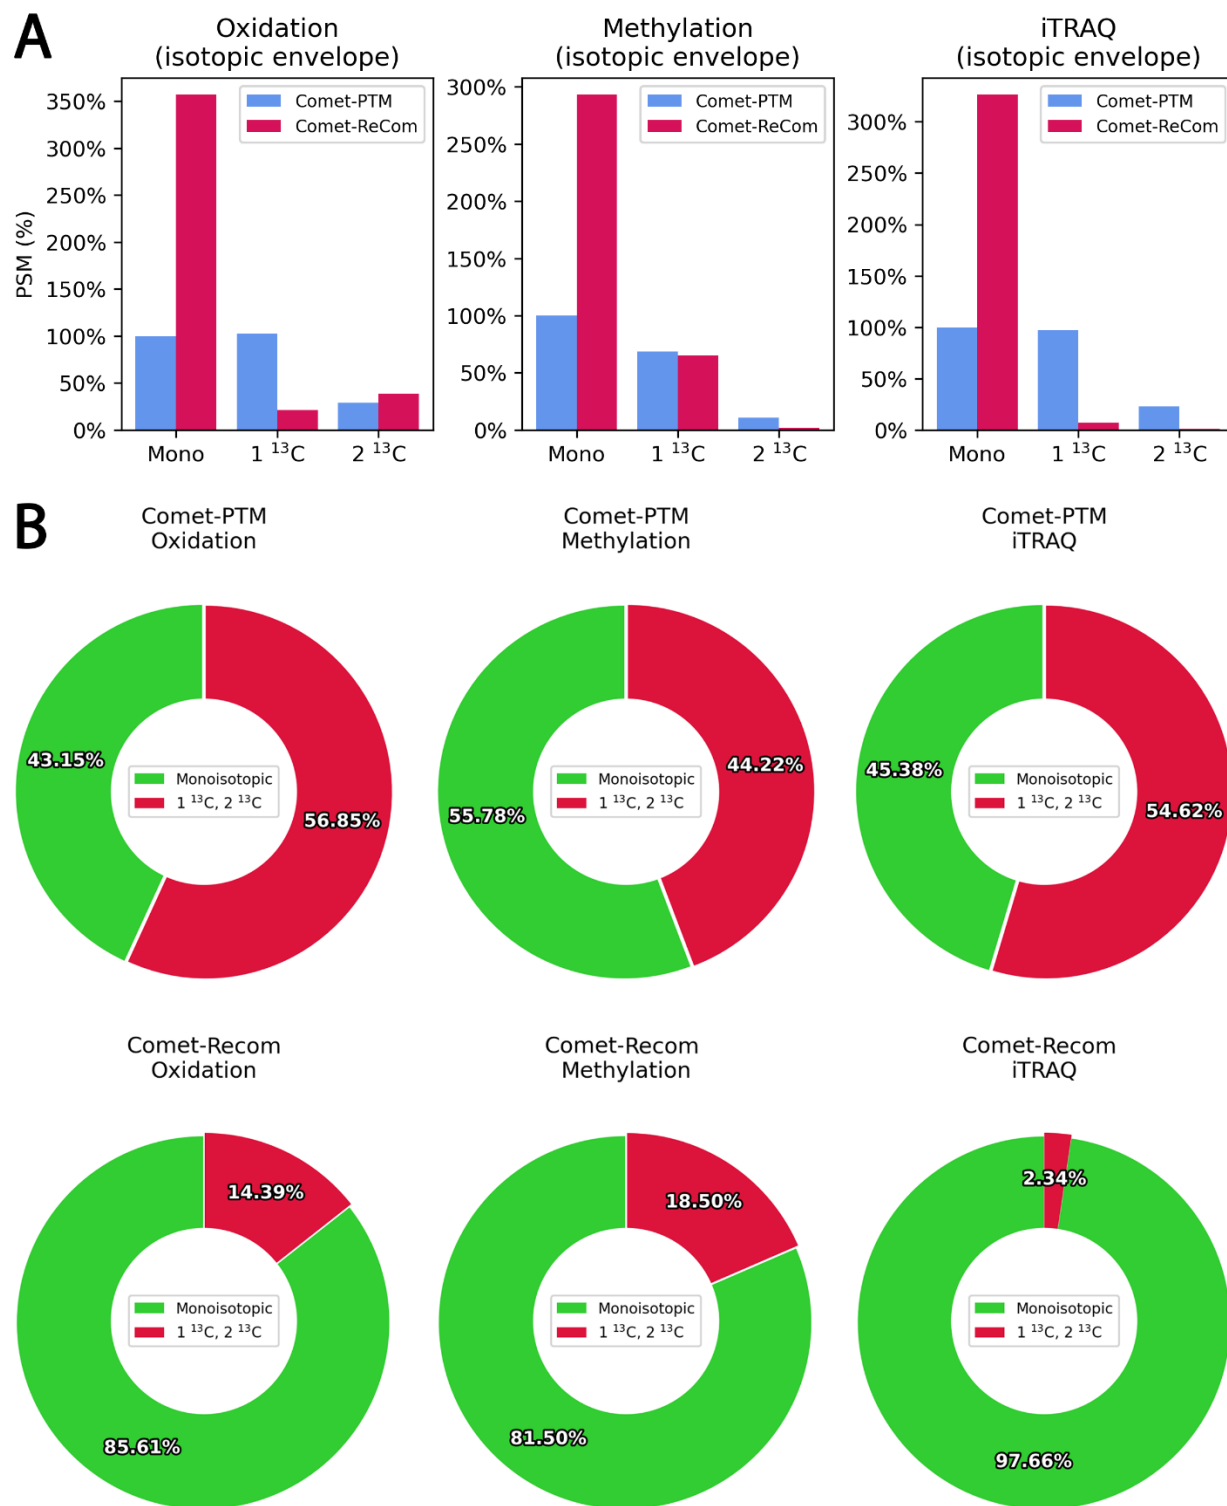 A
Oxidation
(isotopic envelope)
PSM (%)
350%
300%
250%
200%
150%
100%
50%
0%
Comet-PTM
Comet-ReCom
Mono
1 ¹³C
2 ¹³C
Methylation
(isotopic envelope)
300%
250%
200%
150%
100%
50%
0%
Comet-PTM
Comet-ReCom
Mono
1 ¹³C
2 ¹³C
iTRAQ
(isotopic envelope)
300%
250%
200%
150%
100%
50%
0%
Comet-PTM
Comet-ReCom
Mono
1 ¹³C
2 ¹³C
B
Comet-PTM
Oxidation
43.15%
Monoisotopic
1 ¹³C, 2 ¹³C
56.85%
Comet-PTM
Methylation
44.22%
Monoisotopic
1 ¹³C, 2 ¹³C
55.78%
Comet-PTM
iTRAQ
45.38%
Monoisotopic
1 ¹³C, 2 ¹³C
54.62%
Comet-Recom
Oxidation
14.39%
Monoisotopic
1 ¹³C, 2 ¹³C
85.61%
Comet-Recom
Methylation
18.50%
Monoisotopic
1 ¹³C, 2 ¹³C
81.50%
Comet-Recom
iTRAQ
2.34%
Monoisotopic
1 ¹³C, 2 ¹³C
97.66%